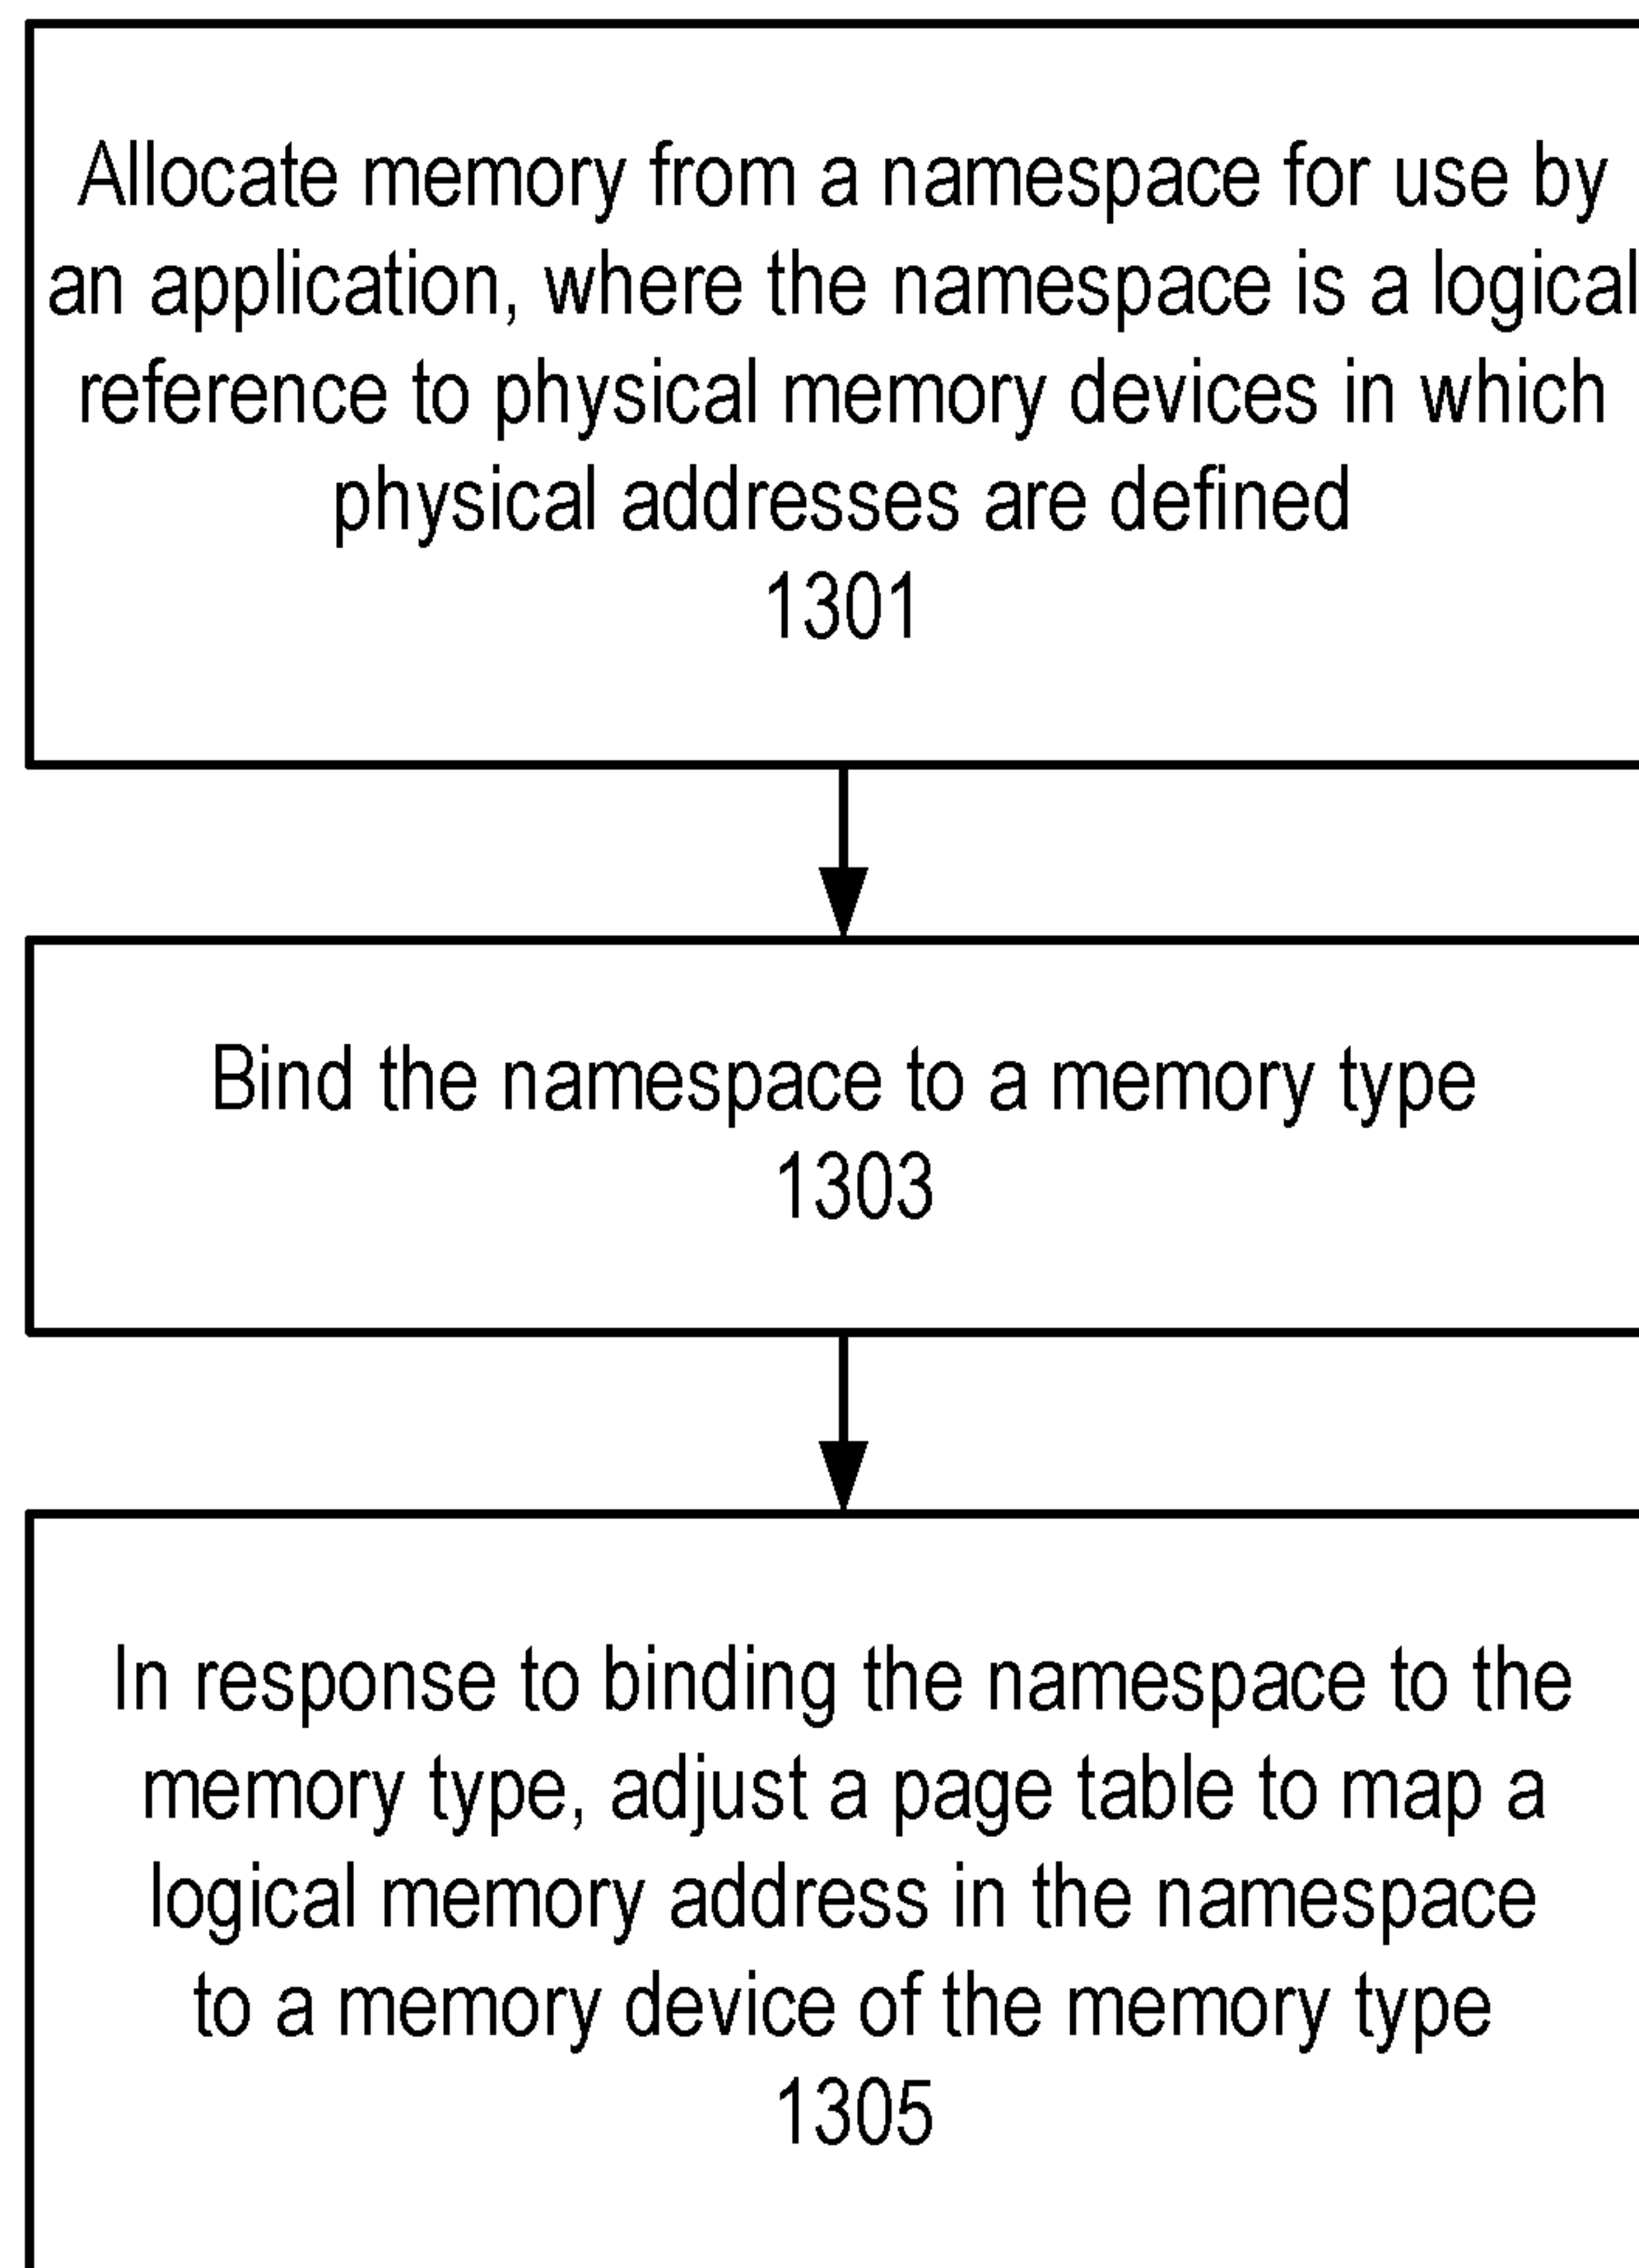 Allocate memory from a namespace for use by
an application, where the namespace is a logical
reference to physical memory devices in which
physical addresses are defined
1301
Bind the namespace to a memory type
1303
In response to binding the namespace to the
memory type, adjust a page table to map a
logical memory address in the namespace
to a memory device of the memory type
1305